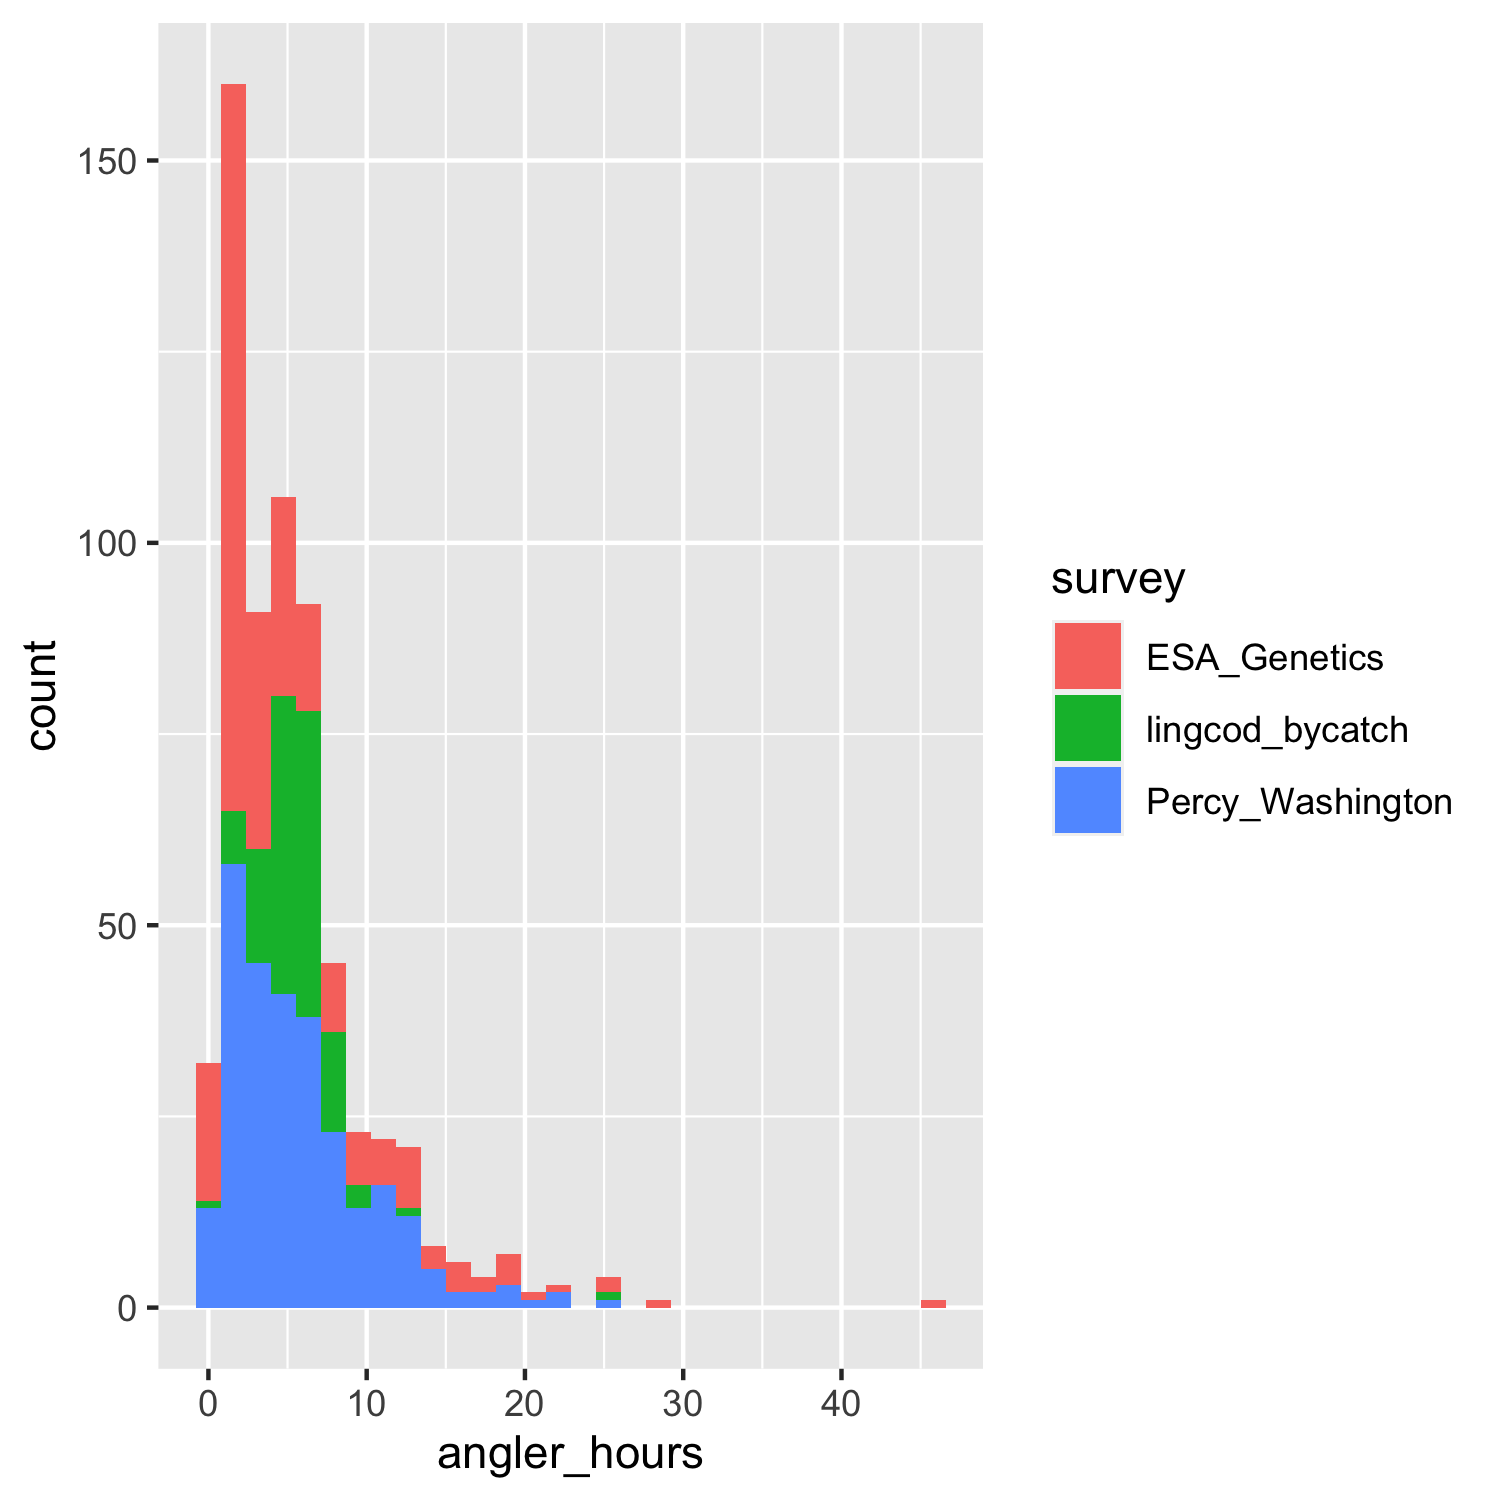 150
100
50
0
0 10 20 30 40
angler_hours
count
survey
ESA_Genetics
lingcod_bycatch
Percy_Washington